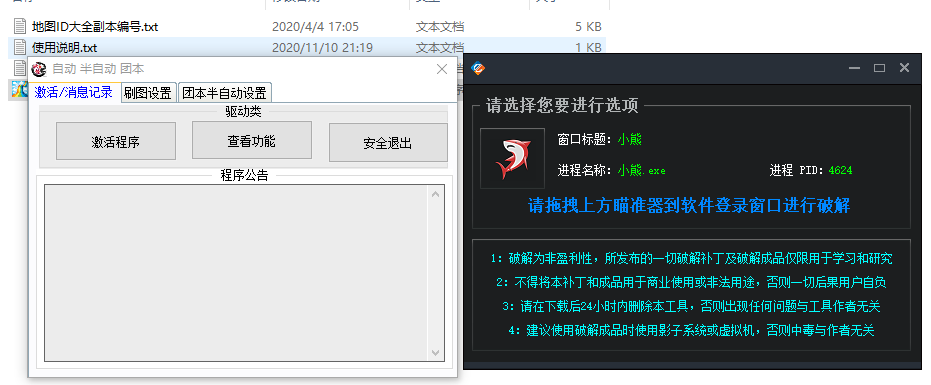 地图ID大全副本编号.txt 2020/4/4 17:05 文本文档 5 KB
使用说明.txt 2020/11/10 21:19 文本文档 1 KB
自动 半自动 团本
激活/消息记录 刷图设置 团本半自动设置
驱动类
激活程序 查看功能 安全退出
程序公告
请选择您要进行选项
窗口标题：小熊
进程名称：小熊.exe 进程 PID：4624
请拖拽上方瞄准器到软件登录窗口进行破解
1：破解为非盈利性，所发布的一切破解补丁及破解成品仅限用于学习和研究
2：不得将本补丁和成品用于商业使用或非法用途，否则一切后果用户自负
3：请在下载后24小时内删除本工具，否则出现任何问题与工具作者无关
4：建议使用破解成品时使用影子系统或虚拟机，否则中毒与作者无关